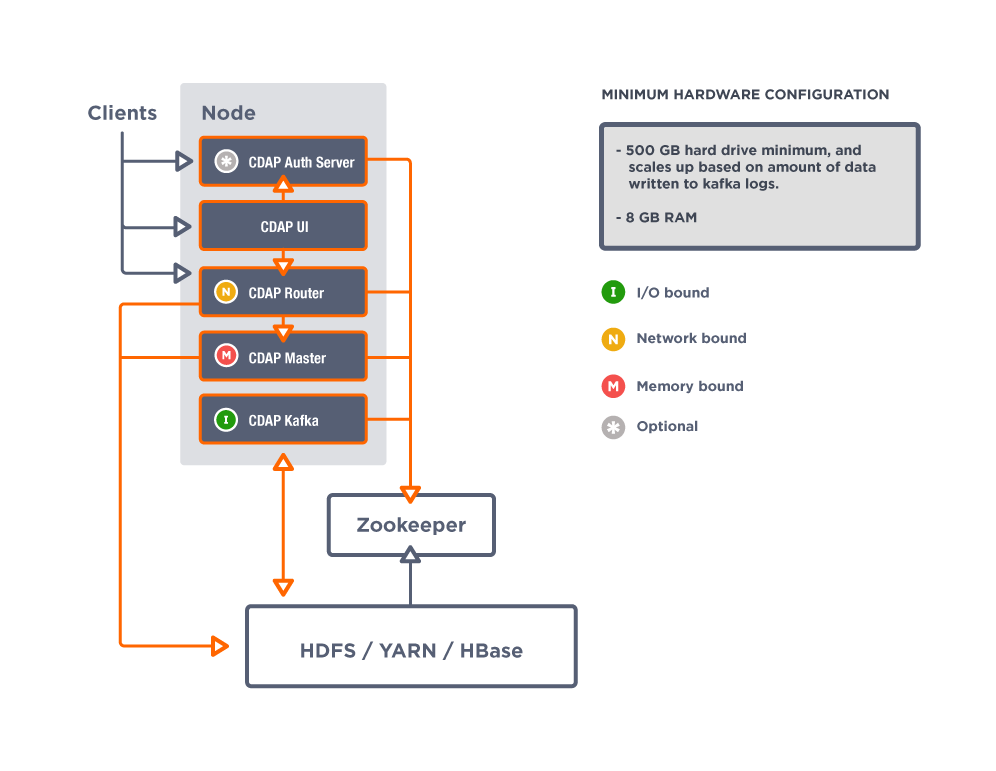 Clients
Node
✱ CDAP Auth Server
CDAP UI
N CDAP Router
M CDAP Master
I CDAP Kafka
Zookeeper
HDFS / YARN / HBase
MINIMUM HARDWARE CONFIGURATION
- 500 GB hard drive minimum, and
scales up based on amount of data
written to kafka logs.
- 8 GB RAM
I I/O bound
N Network bound
M Memory bound
✱ Optional